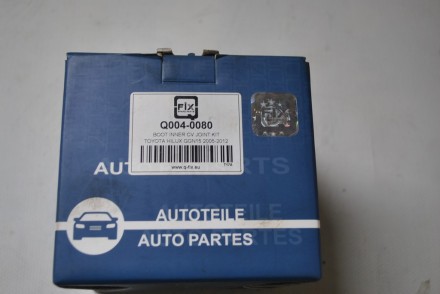 Q FIX
Q004-0080
BOOT INNER CV JOINT KIT
TOYOTA HILUX GGN15 2005-2012
www.q-fix.eu
AUTO PARTS
AUTOTEILE
AUTO PARTES